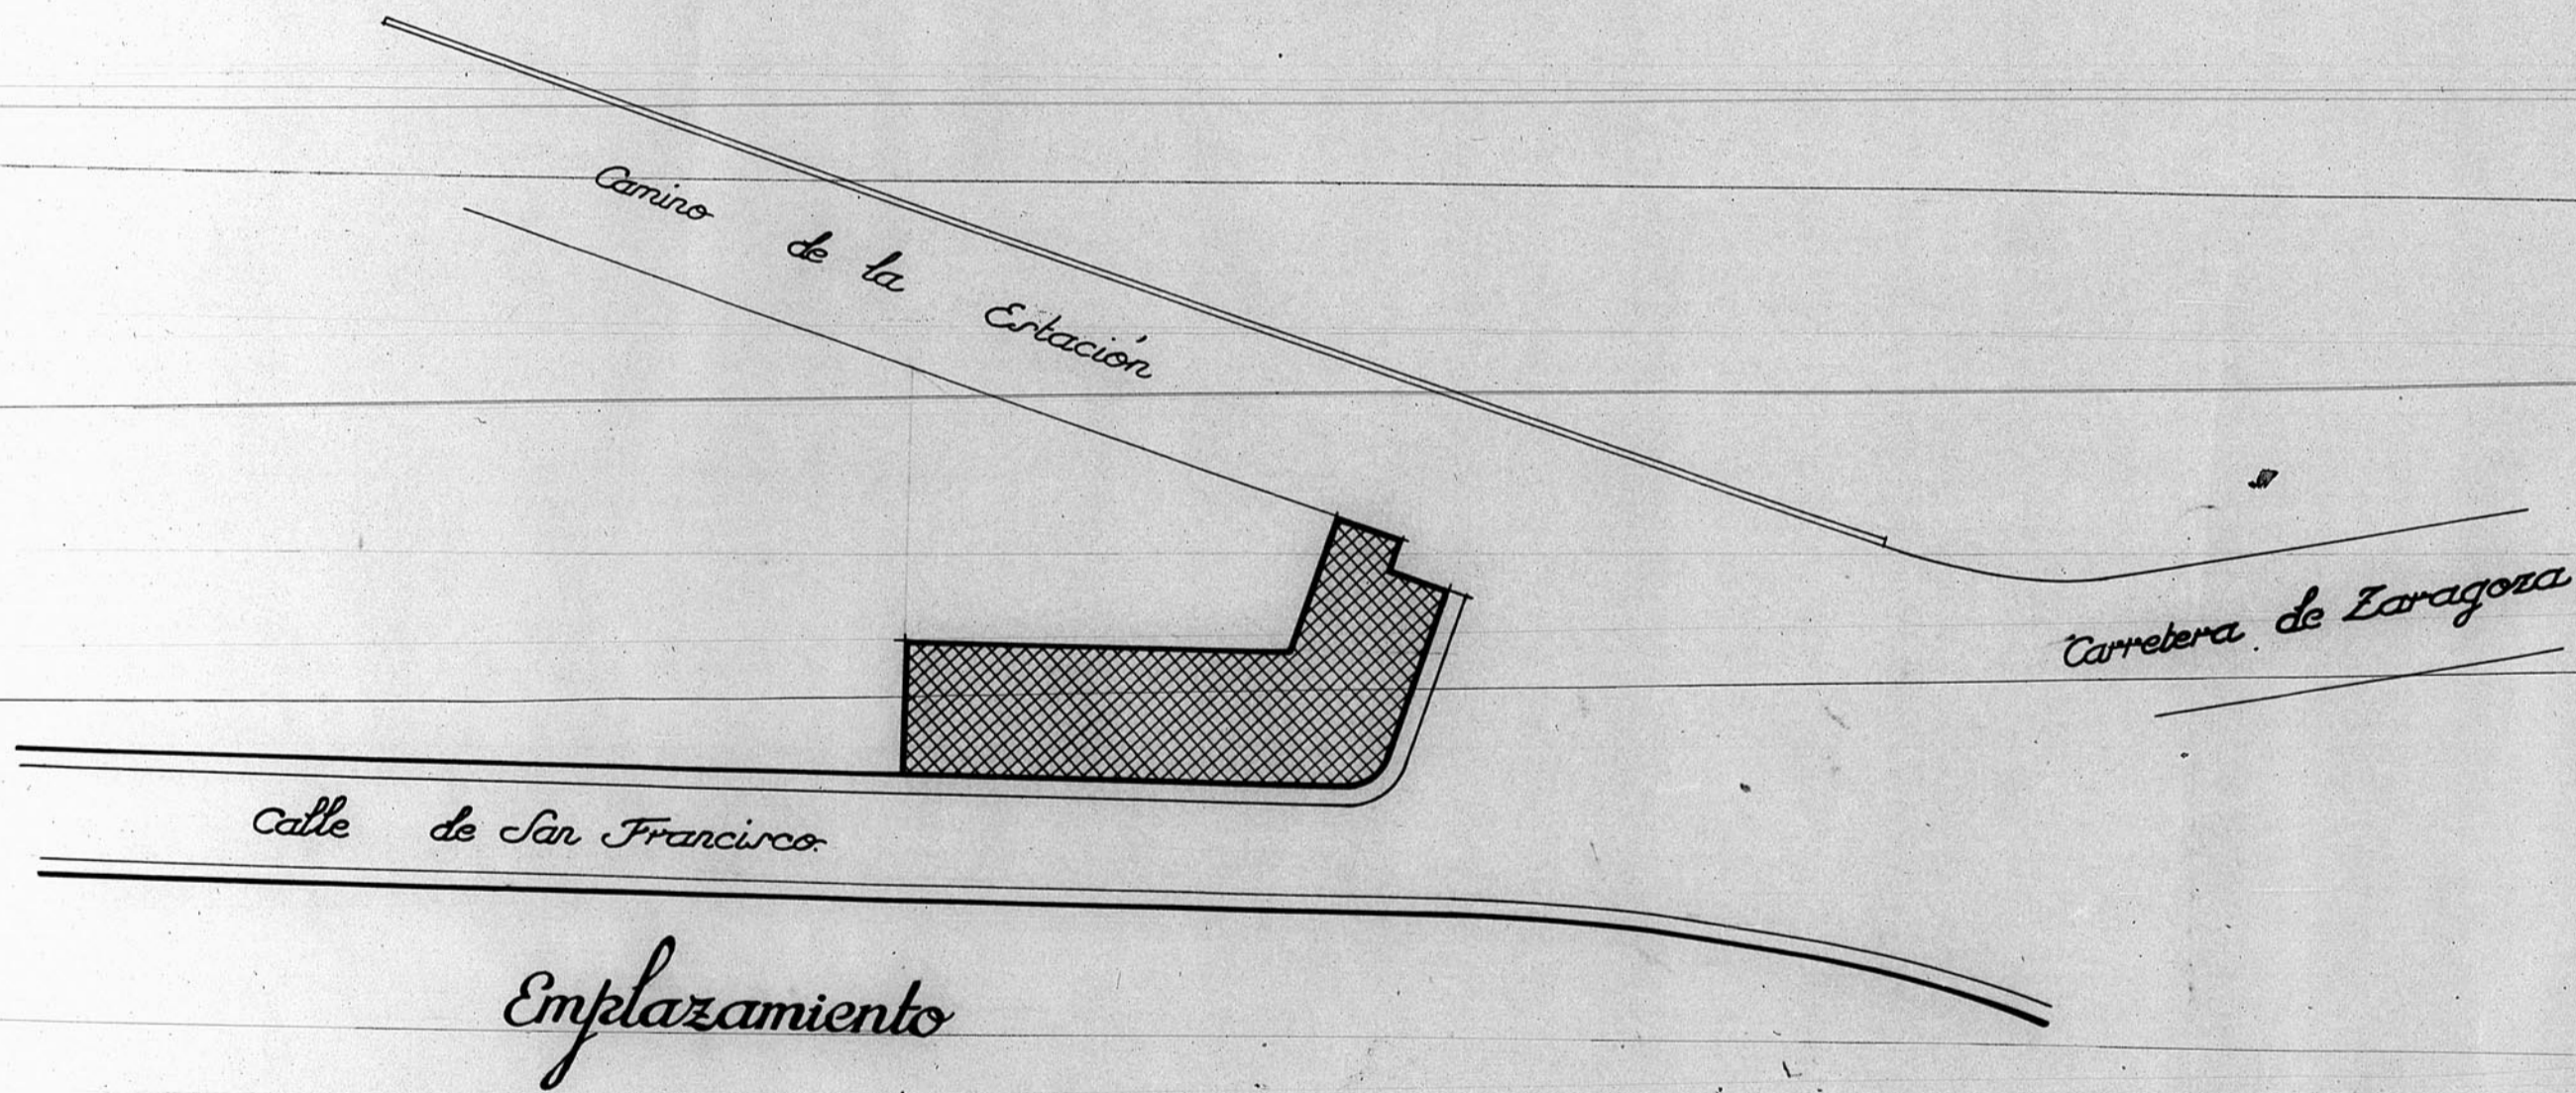 Camino de la Estación
Carretera de Zaragoza
Calle de San Francisco.
Emplazamiento